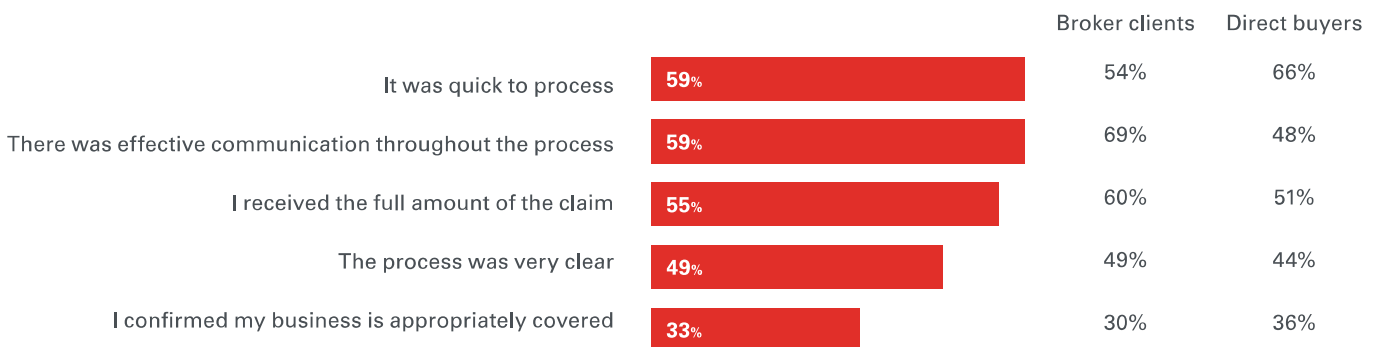 Broker clients Direct buyers
It was quick to process 59% 54% 66%
There was effective communication throughout the process 59% 69% 48%
I received the full amount of the claim 55% 60% 51%
The process was very clear 49% 49% 44%
I confirmed my business is appropriately covered 33% 30% 36%